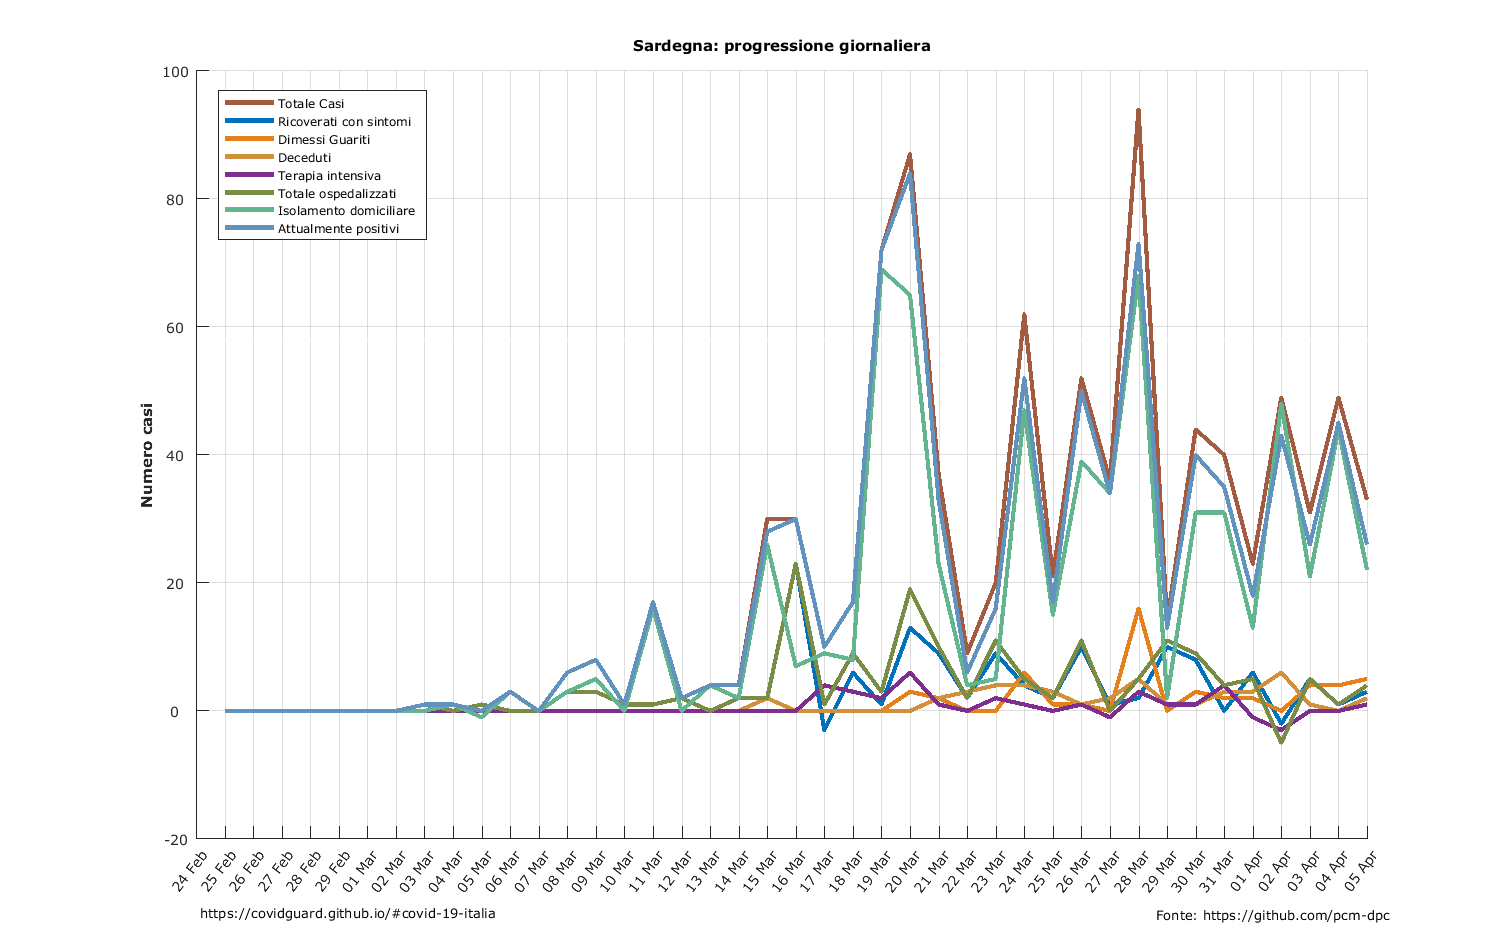 Sardegna: progressione giornaliera
100
80
60
40
20
0
-20
Numero casi
Totale Casi
Ricoverati con sintomi
Dimessi Guariti
Deceduti
Terapia intensiva
Totale ospedalizzati
Isolamento domiciliare
Attualmente positivi
24 Feb
25 Feb
26 Feb
27 Feb
28 Feb
29 Feb
01 Mar
02 Mar
03 Mar
04 Mar
05 Mar
06 Mar
07 Mar
08 Mar
09 Mar
10 Mar
11 Mar
12 Mar
13 Mar
14 Mar
15 Mar
16 Mar
17 Mar
18 Mar
19 Mar
20 Mar
21 Mar
22 Mar
23 Mar
24 Mar
25 Mar
26 Mar
27 Mar
28 Mar
29 Mar
30 Mar
31 Mar
01 Apr
02 Apr
03 Apr
04 Apr
05 Apr
https://covidguard.github.io/#covid-19-italia
Fonte: https://github.com/pcm-dpc